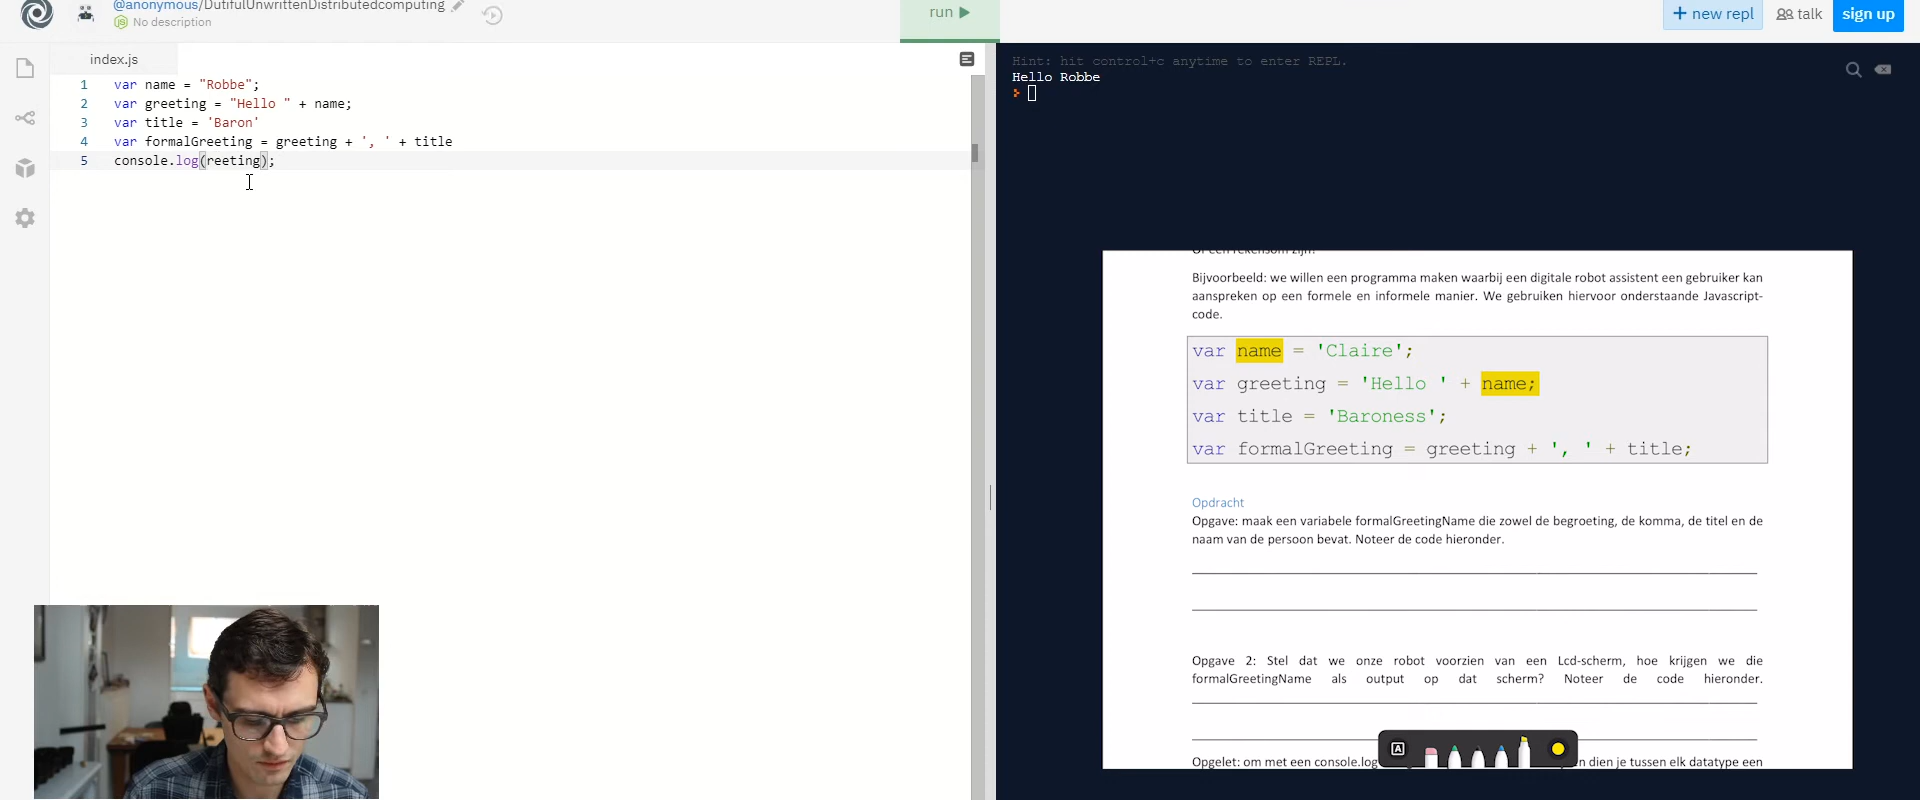 @anonymous/DutifulUnwrittenDistributedcomputing
No description
run
+ new repl
talk
sign up
index.js
1 var name = "Robbe";
2 var greeting = "Hello " + name;
3 var title = 'Baron'
4 var formalGreeting = greeting + ', ' + title
5 console.log(reeting);
Hint: hit control+c anytime to enter REPL.
Hello Robbe
Of een rekensom zijn.
Bijvoorbeeld: we willen een programma maken waarbij een digitale robot assistent een gebruiker kan
aanspreken op een formele en informele manier. We gebruiken hiervoor onderstaande Javascript-
code.
var name = 'Claire';
var greeting = 'Hello ' + name;
var title = 'Baroness';
var formalGreeting = greeting + ', ' + title;
Opdracht
Opgave: maak een variabele formalGreetingName die zowel de begroeting, de komma, de titel en de
naam van de persoon bevat. Noteer de code hieronder.
Opgave 2: Stel dat we onze robot voorzien van een Lcd-scherm, hoe krijgen we die
formalGreetingName als output op dat scherm? Noteer de code hieronder.
A
Opgelet: om met een console.log
n dien je tussen elk datatype een